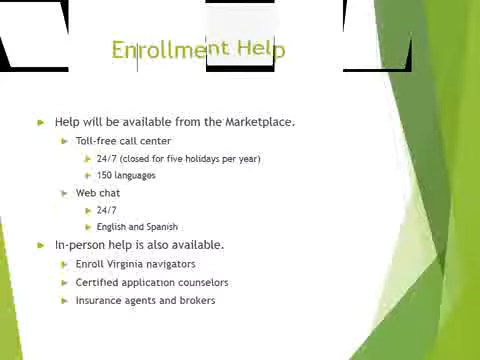 Enrollment Help
Help will be available from the Marketplace.
Toll-free call center
24/7 (closed for five holidays per year)
150 languages
Web chat
24/7
English and Spanish
In-person help is also available.
Enroll Virginia navigators
Certified application counselors
Insurance agents and brokers